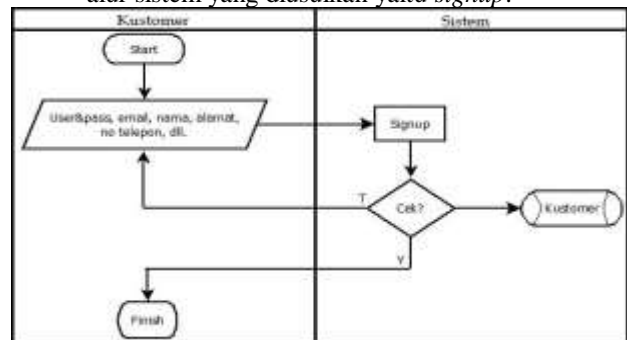 alur sistem yang diusulkan yaitu signup.
Kustomer
Sistem
Start
User&pass, email, nama, alamat,
no telepon, dll.
Signup
T
Cek?
Kustomer
Y
Finish